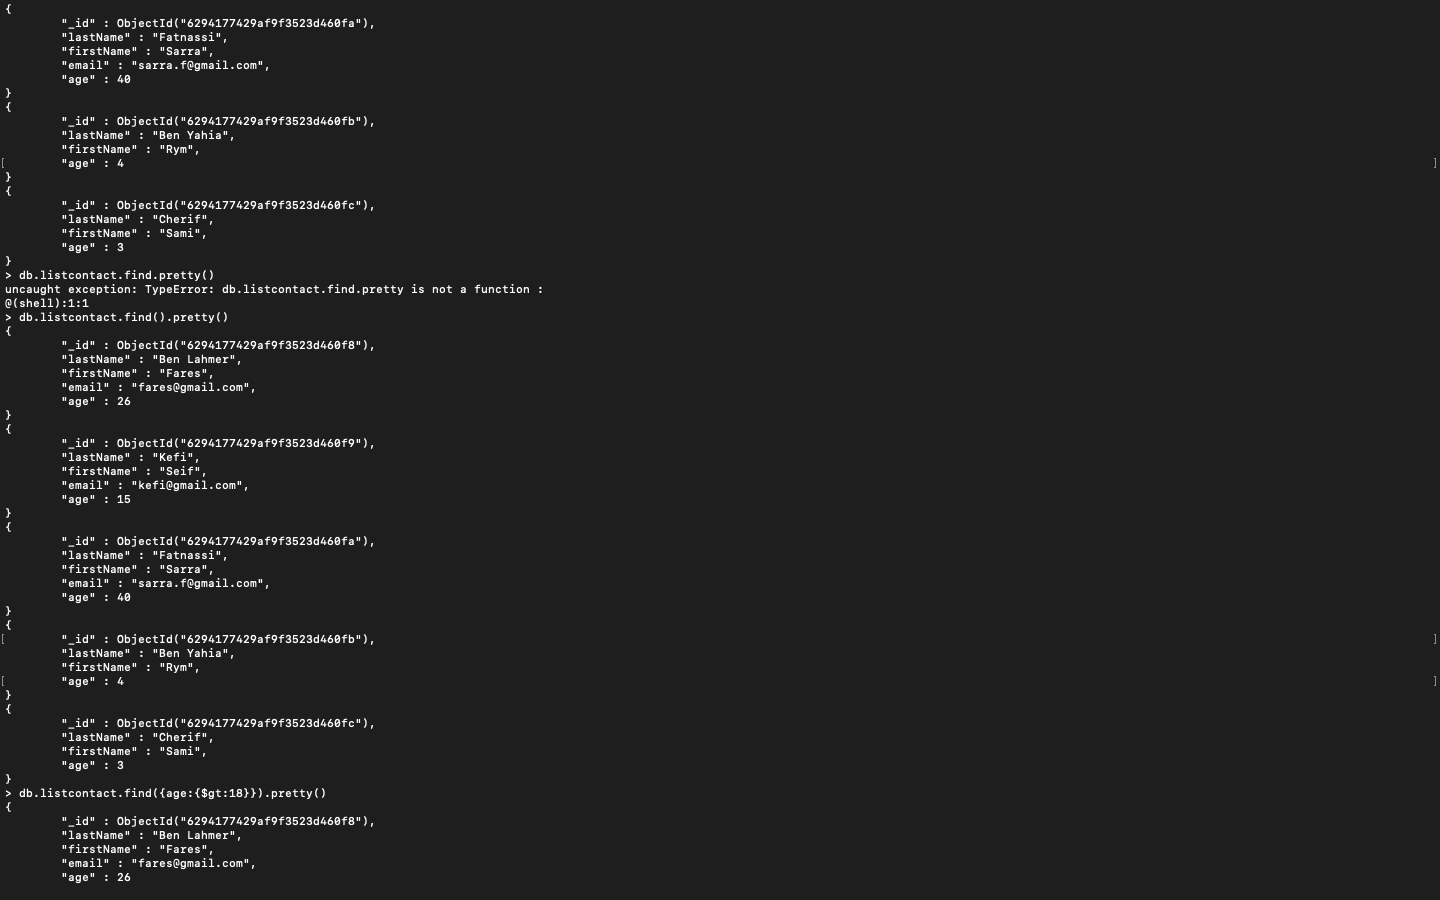 {
        "_id" : ObjectId("6294177429af9f3523d460fa"),
        "lastName" : "Fatnassi",
        "firstName" : "Sarra",
        "email" : "sarra.f@gmail.com",
        "age" : 40
}
{
        "_id" : ObjectId("6294177429af9f3523d460fb"),
        "lastName" : "Ben Yahia",
        "firstName" : "Rym",
[       "age" : 4 ]
}
{
        "_id" : ObjectId("6294177429af9f3523d460fc"),
        "lastName" : "Cherif",
        "firstName" : "Sami",
        "age" : 3
}
> db.listcontact.find.pretty()
uncaught exception: TypeError: db.listcontact.find.pretty is not a function :
@(shell):1:1
> db.listcontact.find().pretty()
{
        "_id" : ObjectId("6294177429af9f3523d460f8"),
        "lastName" : "Ben Lahmer",
        "firstName" : "Fares",
        "email" : "fares@gmail.com",
        "age" : 26
}
{
        "_id" : ObjectId("6294177429af9f3523d460f9"),
        "lastName" : "Kefi",
        "firstName" : "Seif",
        "email" : "kefi@gmail.com",
        "age" : 15
}
{
        "_id" : ObjectId("6294177429af9f3523d460fa"),
        "lastName" : "Fatnassi",
        "firstName" : "Sarra",
        "email" : "sarra.f@gmail.com",
        "age" : 40
}
{
[       "_id" : ObjectId("6294177429af9f3523d460fb"), ]
        "lastName" : "Ben Yahia",
        "firstName" : "Rym",
[       "age" : 4 ]
}
{
        "_id" : ObjectId("6294177429af9f3523d460fc"),
        "lastName" : "Cherif",
        "firstName" : "Sami",
        "age" : 3
}
> db.listcontact.find({age:{$gt:18}}).pretty()
{
        "_id" : ObjectId("6294177429af9f3523d460f8"),
        "lastName" : "Ben Lahmer",
        "firstName" : "Fares",
        "email" : "fares@gmail.com",
        "age" : 26